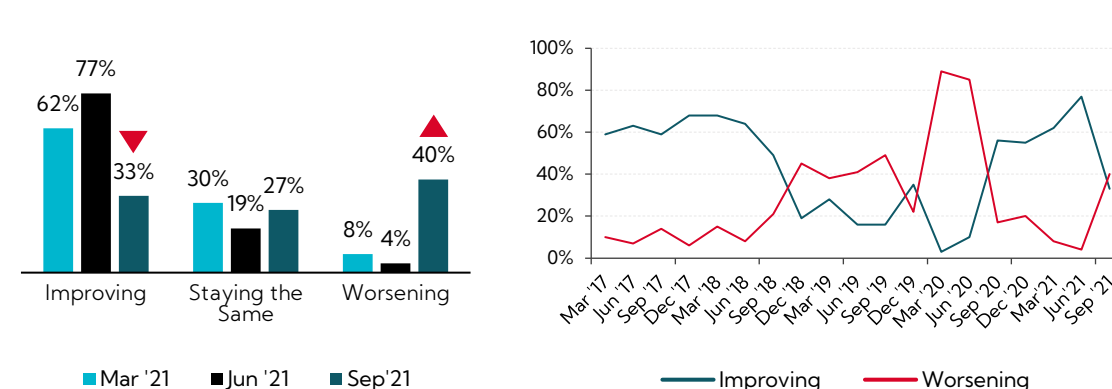 77%
62%
33%
30%
19%
27%
8%
4%
40%
Improving
Staying the
Same
Worsening
Mar '21
Jun '21
Sep'21
100%
80%
60%
40%
20%
0%
Mar '17
Jun '17
Sep '17
Dec '17
Mar '18
Jun '18
Sep '18
Dec '18
Mar '19
Jun '19
Sep '19
Dec '19
Mar '20
Jun '20
Sep '20
Dec '20
Mar '21
Jun '21
Sep '21
Improving
Worsening